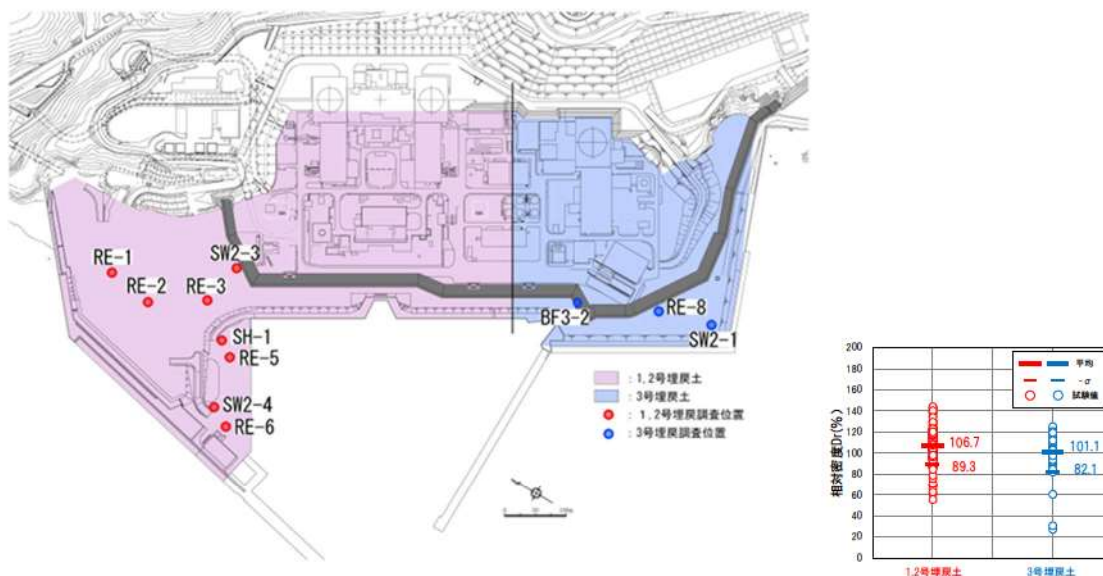 RE-1
RE-2
RE-3
SW2-3
SH-1
RE-5
SW2-4
RE-6
BF3-2
RE-8
SW2-1
：1,2号埋戻土
：3号埋戻土
：1,2号埋戻調査位置
：3号埋戻調査位置
相対密度Dr(%)
200
180
160
140
120
100
80
60
40
20
0
平均
-σ
試験値
106.7
89.3
101.1
82.1
1,2号埋戻土
3号埋戻土